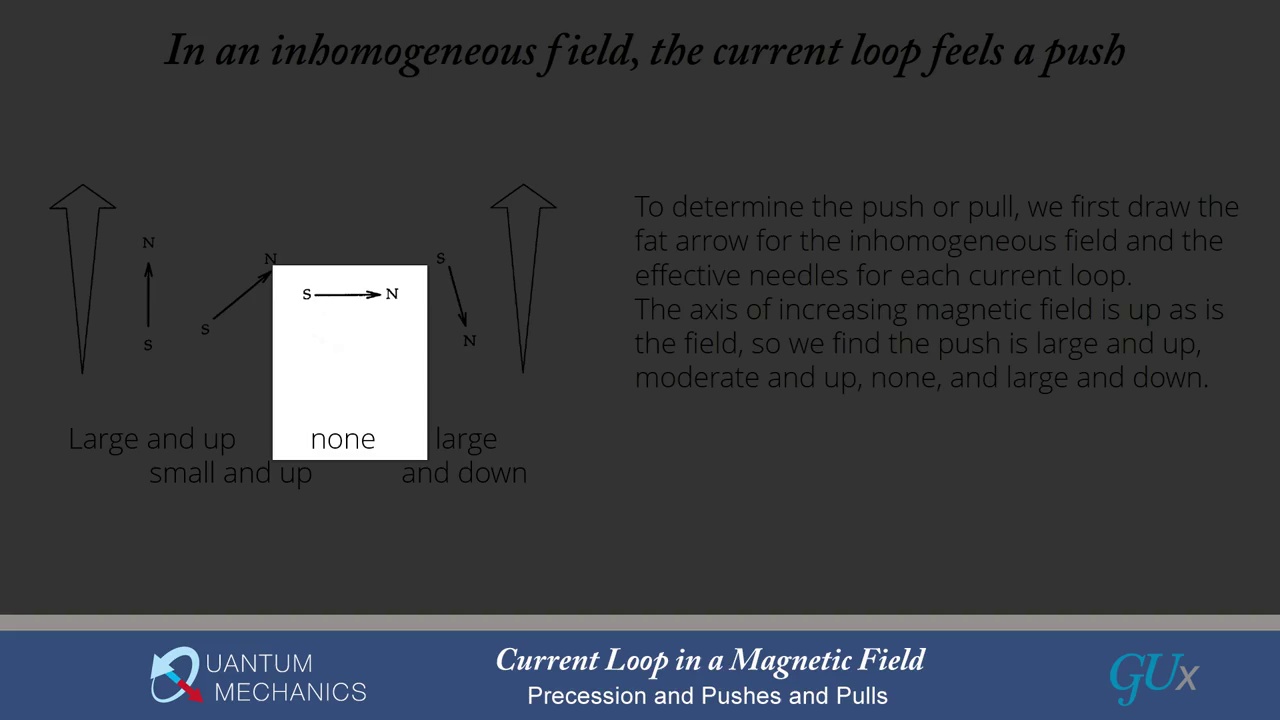 In an inhomogeneous field, the current loop feels a push
N
S
N
S
S N
S
N
To determine the push or pull, we first draw the
fat arrow for the inhomogeneous field and the
effective needles for each current loop.
The axis of increasing magnetic field is up as is
the field, so we find the push is large and up,
moderate and up, none, and large and down.
Large and up none large
small and up and down
QUANTUM
MECHANICS
Current Loop in a Magnetic Field
Precession and Pushes and Pulls
GUx